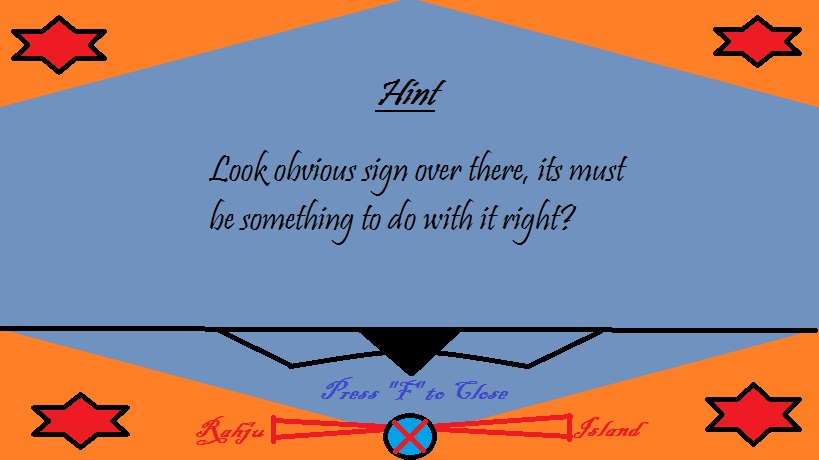 Hint
Look obvious sign over there, its must
be something to do with it right?
Press "F" to Close
Rahju Island